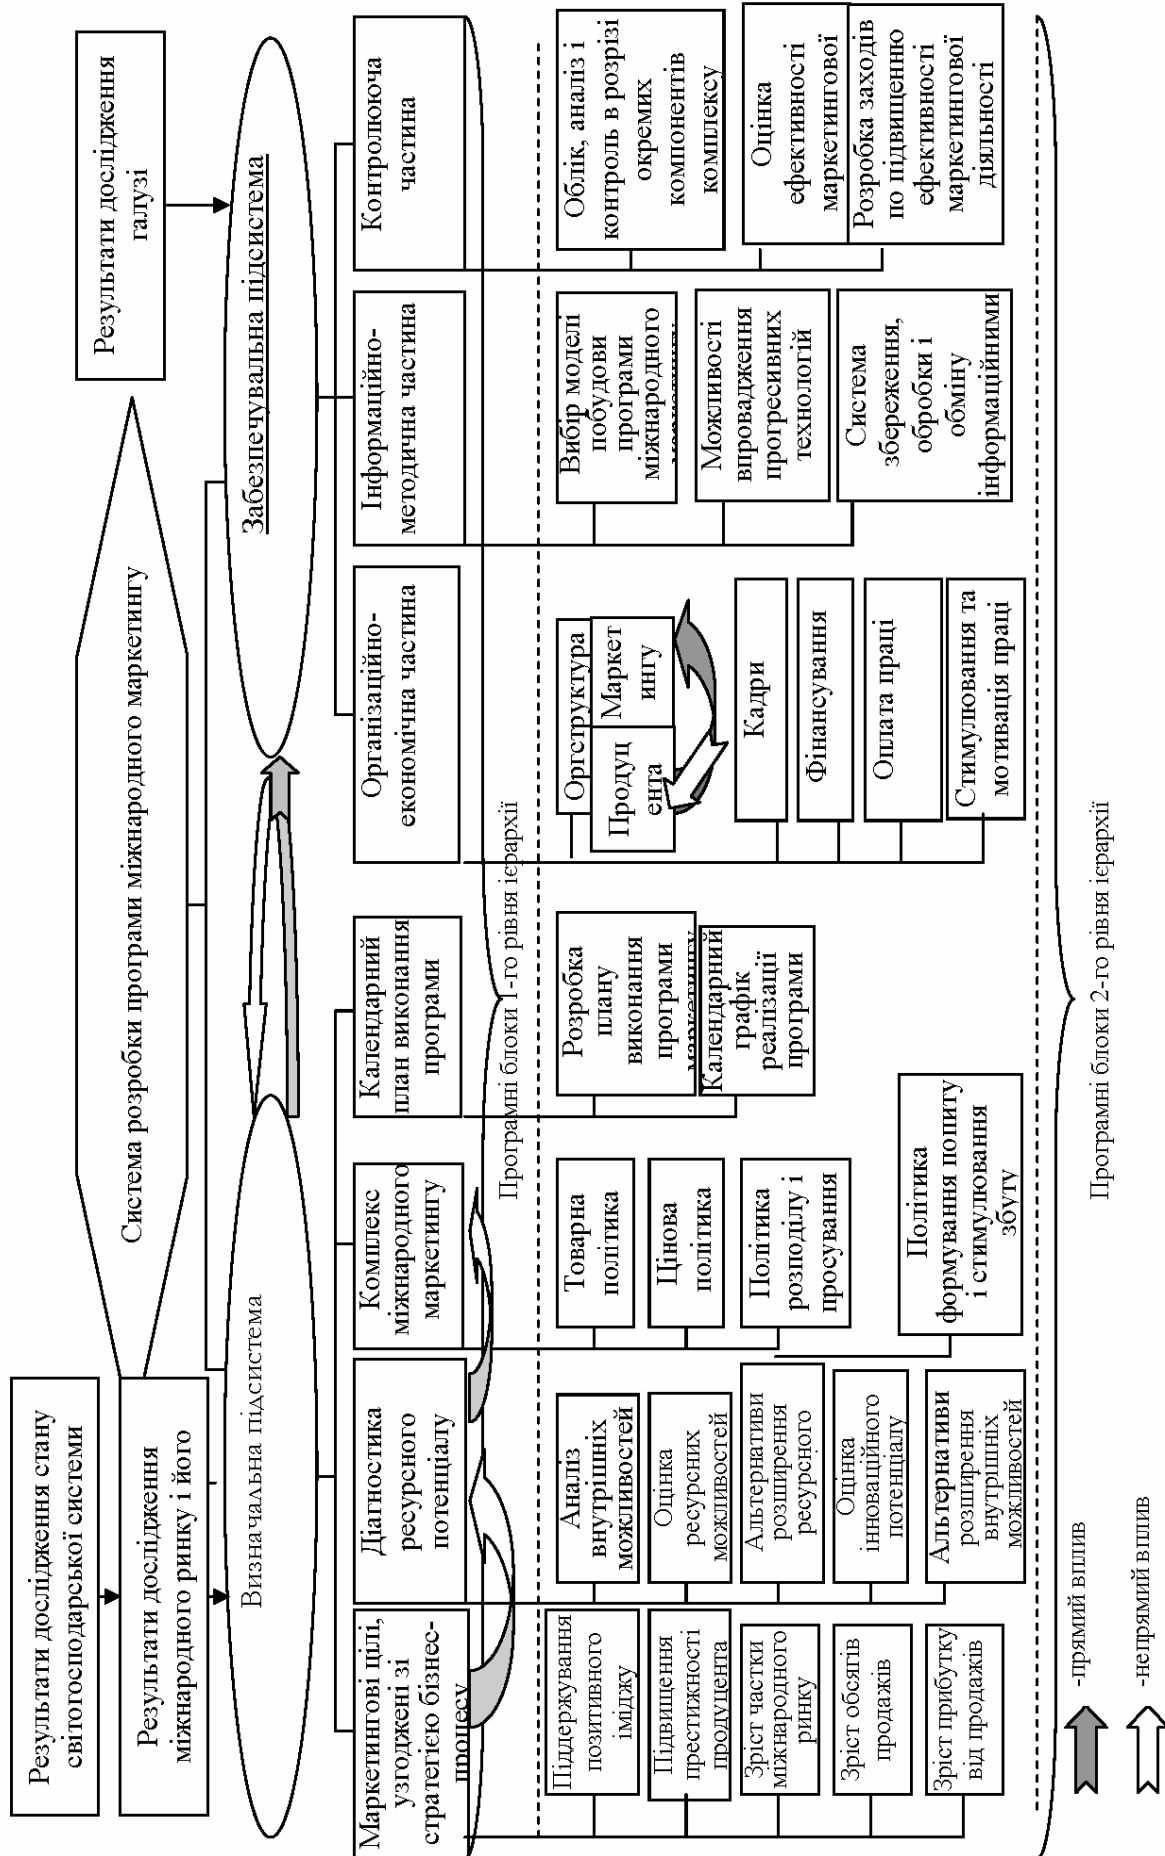 Результати дослідження стану
світогосподарської системи
Результати дослідження
міжнародного ринку і його
Система розробки програми міжнародного маркетингу
Результати дослідження
галузі
Визначальна підсистема
Забезпечувальна підсистема
Маркетингові цілі,
узгоджені зі
стратегією бізнес-
процесу
Діагностика
ресурсного
потенціалу
Комплекс
міжнародного
маркетингу
Календарний
план виконання
програми
Організаційно-
економічна частина
Інформаційно-
методична частина
Контролююча
частина
Програмні блоки 1-го рівня ієрархії
Піддержування
позитивного
іміджу
Підвищення
престижності
продуцента
Зріст частки
міжнародного
ринку
Зріст обсягів
продажів
Зріст прибутку
від продажів
Аналіз
внутрішніх
можливостей
Оцінка
ресурсних
можливостей
Альтернативи
розширення
ресурсного
Оцінка
інноваційного
потенціалу
Альтернативи
розширення
внутрішніх
можливостей
Товарна
політика
Цінова
політика
Політика
розподілу і
просування
Політика
формування попиту
і стимулювання
збуту
Розробка
плану
виконання
програми
маркетингу
Календарний
графік
реалізації
програми
Оргструктура
Продуц
ента
Маркет
ингу
Кадри
Фінансування
Оплата праці
Стимулювання та
мотивація праці
Вибір моделі
побудови
програми
міжнародного
Можливості
впровадження
прогресивних
технологій
Система
збереження,
обробки і
обміну
інформаційними
Облік, аналіз і
контроль в розрізі
окремих
компонентів
комплексу
Оцінка
ефективності
маркетингової
Розробка заходів
по підвищенню
ефективності
маркетингової
діяльності
Програмні блоки 2-го рівня ієрархії
-прямий вплив
-непрямий вплив